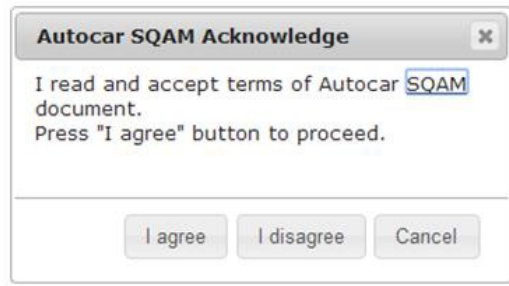 Autocar SQAM Acknowledge
I read and accept terms of Autocar SQAM
document.
Press "I agree" button to proceed.
I agree
I disagree
Cancel